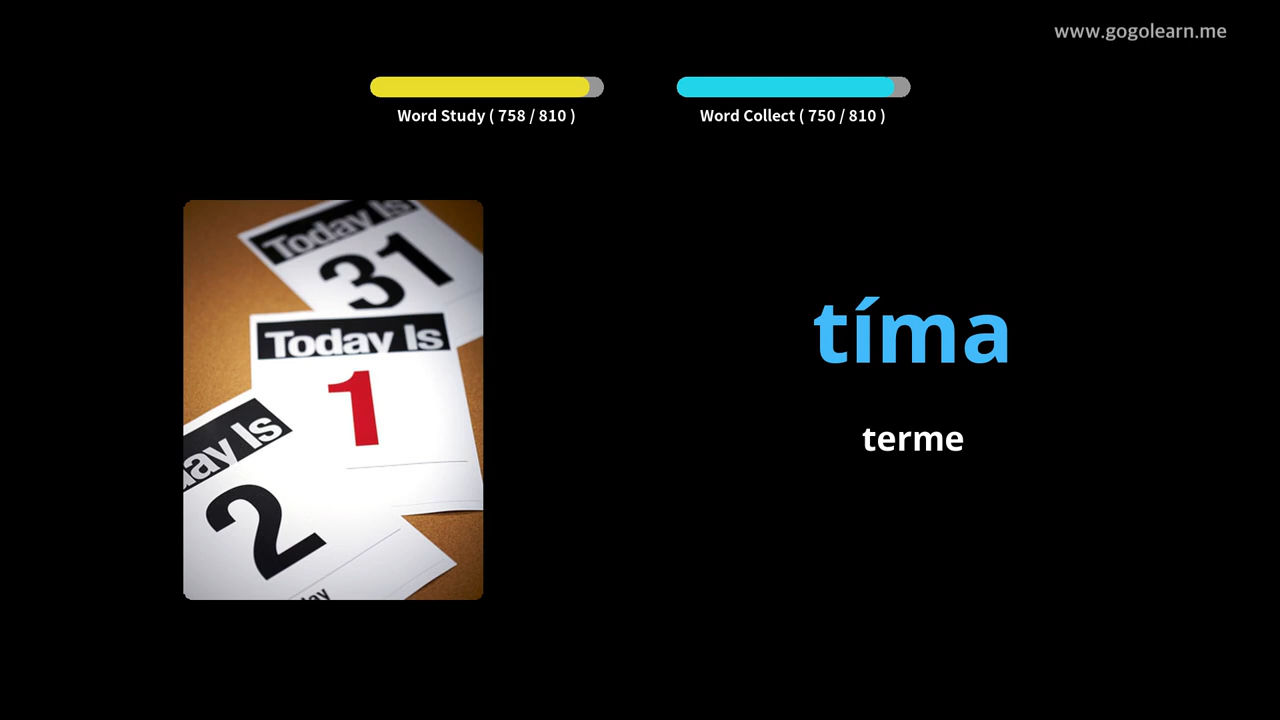 www.gogolearn.me
Word Study ( 758 / 810 )
Word Collect ( 750 / 810 )
Today Is
31
Today Is
1
ay Is
2
ay
tíma
terme